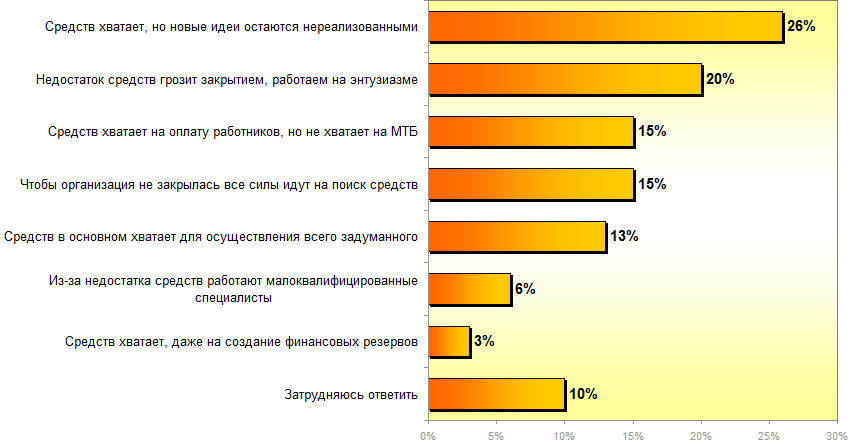 Средств хватает, но новые идеи остаются нереализованными
26%
Недостаток средств грозит закрытием, работаем на энтузиазме
20%
Средств хватает на оплату работников, но не хватает на МТБ
15%
Чтобы организация не закрылась все силы идут на поиск средств
15%
Средств в основном хватает для осуществления всего задуманного
13%
Из-за недостатка средств работают малоквалифицированные
специалисты
6%
Средств хватает, даже на создание финансовых резервов
3%
Затрудняюсь ответить
10%
0% 5% 10% 15% 20% 25% 30%